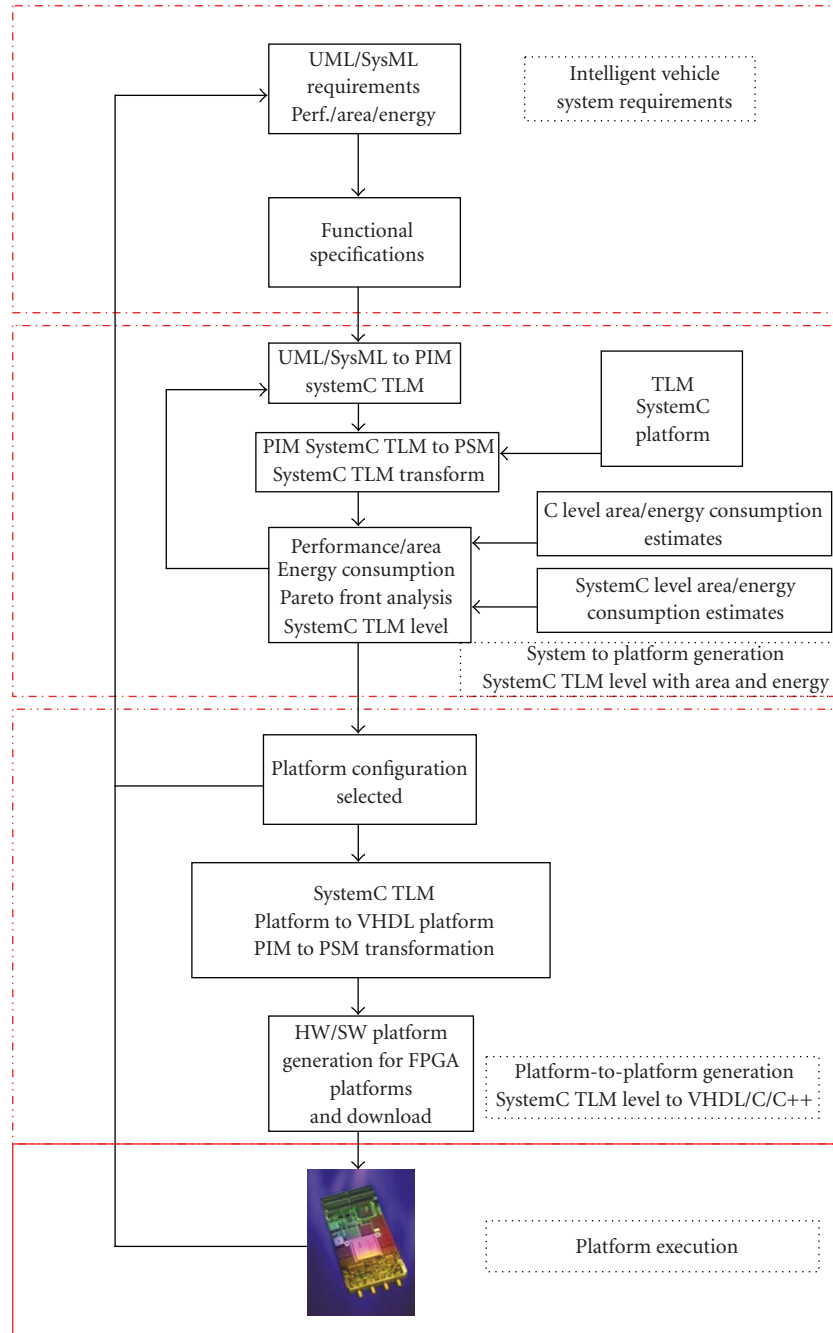 UML/SysML
requirements
Perf./area/energy
Intelligent vehicle
system requirements
Functional
specifications
UML/SysML to PIM
systemC TLM
TLM
SystemC
platform
PIM SystemC TLM to PSM
SystemC TLM transform
C level area/energy consumption
estimates
Performance/area
Energy consumption
Pareto front analysis
SystemC TLM level
SystemC level area/energy
consumption estimates
System to platform generation
SystemC TLM level with area and energy
Platform configuration
selected
SystemC TLM
Platform to VHDL platform
PIM to PSM transformation
HW/SW platform
generation for FPGA
platforms
and download
Platform-to-platform generation
SystemC TLM level to VHDL/C/C++
Platform execution